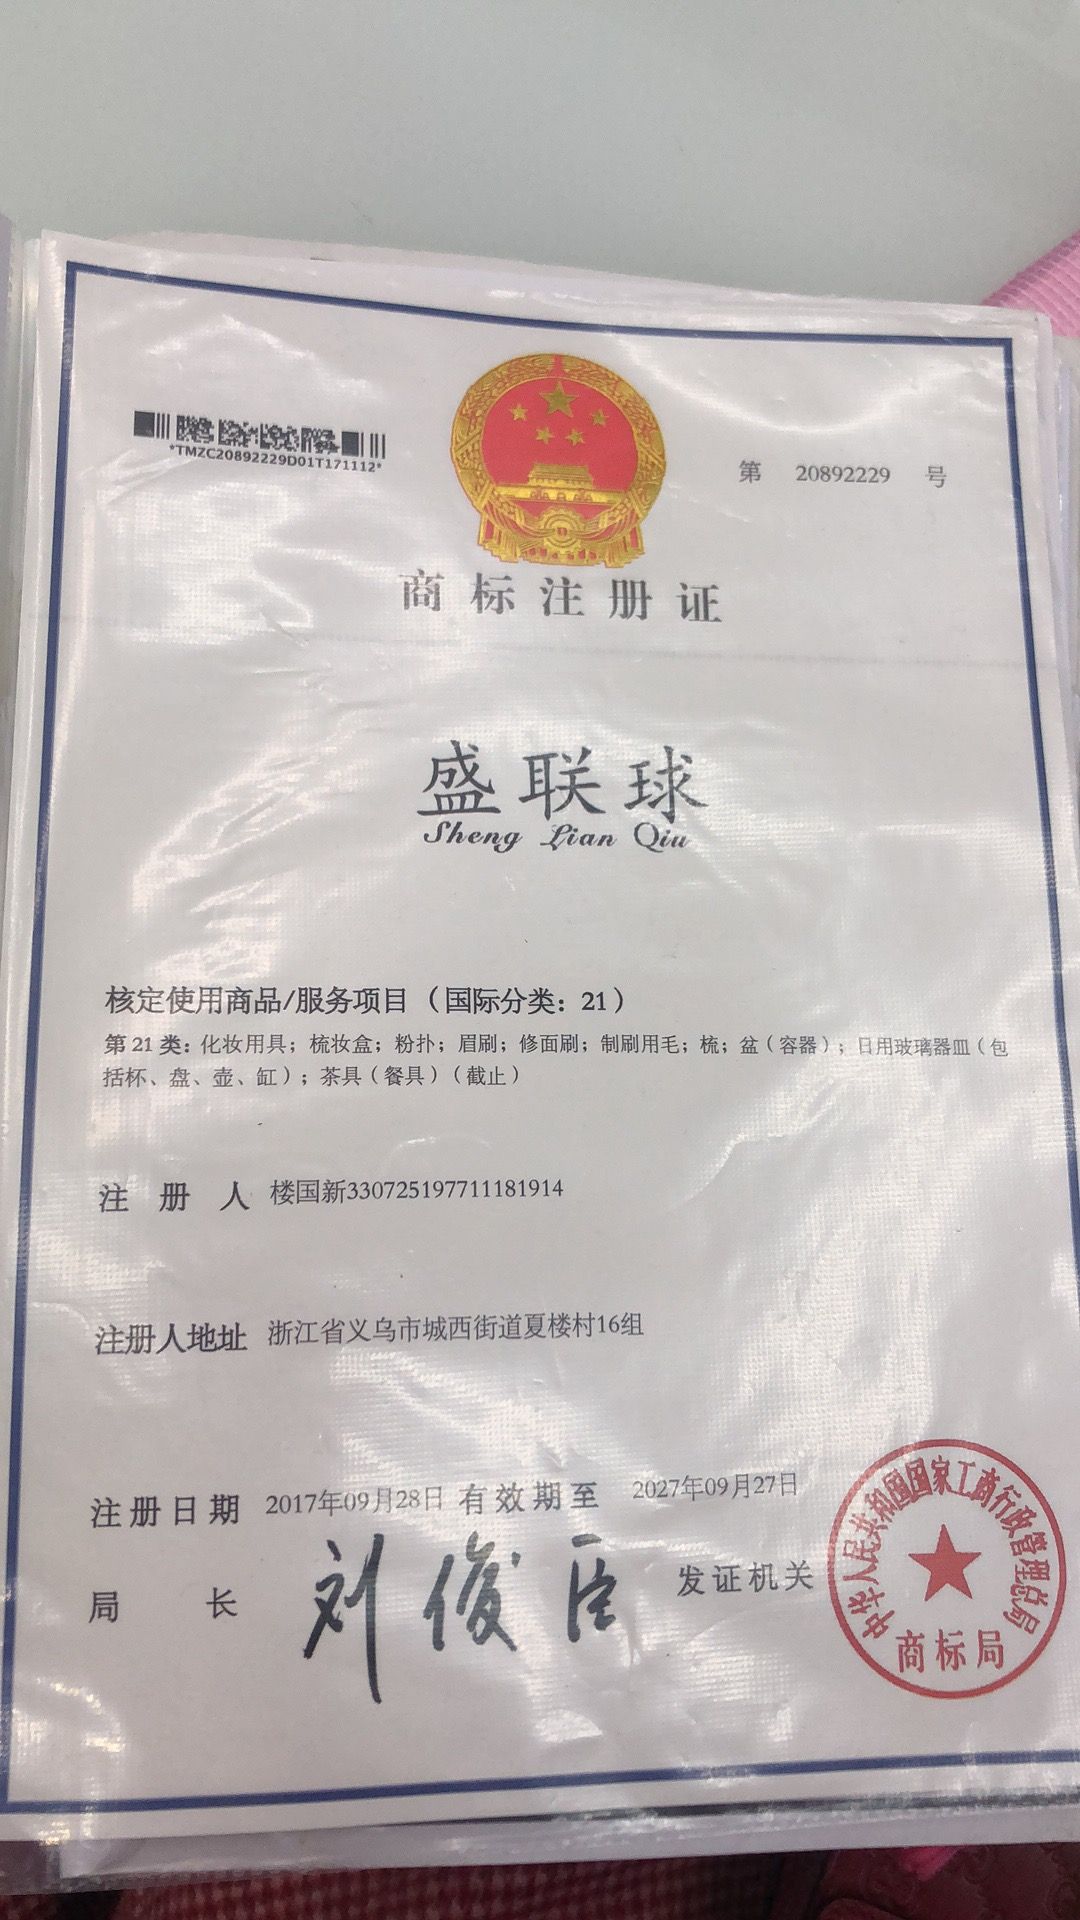 *TMZC20892229D01T171112*
第 20892229 号
商标注册证
盛联球
Sheng Lian Qiu
核定使用商品/服务项目（国际分类：21）
第21类：化妆用具；梳妆盒；粉扑；眉刷；修面刷；制刷用毛；梳；盆（容器）；日用玻璃器皿（包
括杯、盘、壶、缸）；茶具（餐具）（截止）
注册人 楼国新330725197711181914
注册人地址 浙江省义乌市城西街道夏楼村16组
注册日期 2017年09月28日 有效期至 2027年09月27日
局长 刘俊臣 发证机关
中华人民共和国国家工商行政管理总局
商标局